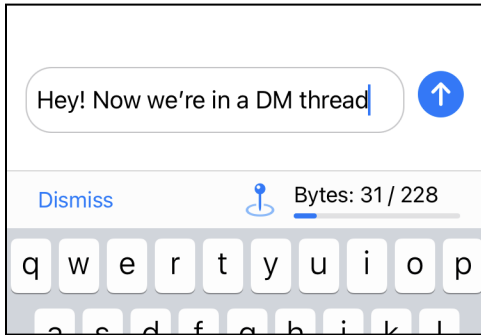 Hey! Now we’re in a DM thread
Dismiss
Bytes: 31 / 228
q w e r t y u i o p
a s d f g h j k l